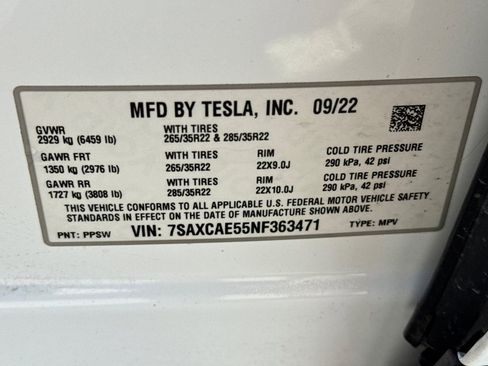 MFD BY TESLA, INC. 09/22
GVWR WITH TIRES
2929 kg (6459 lb) 265/35R22 & 285/35R22
GAWR FRT WITH TIRES RIM COLD TIRE PRESSURE
1350 kg (2976 lb) 265/35R22 22X9.0J 290 kPa, 42 psi
GAWR RR WITH TIRES RIM COLD TIRE PRESSURE
1727 kg (3808 lb) 285/35R22 22X10.0J 290 kPa, 42 psi
THIS VEHICLE CONFORMS TO ALL APPLICABLE U.S. FEDERAL MOTOR VEHICLE SAFETY
STANDARDS IN EFFECT ON DATE OF MANUFACTURE SHOWN ABOVE.
PNT: PPSW VIN: 7SAXCAE55NF363471 TYPE: MPV